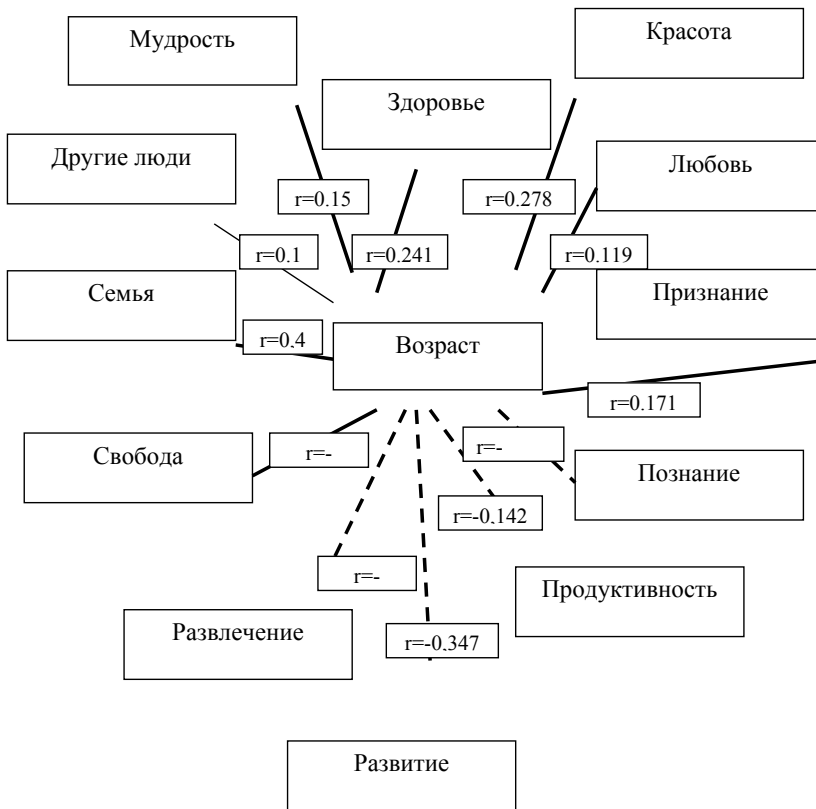 Мудрость
Красота
Здоровье
Другие люди
Любовь
r=0.15
r=0.278
r=0.1
r=0.241
r=0.119
Семья
Признание
r=0,4
Возраст
r=0.171
Свобода
r=-
r=-
Познание
r=-0,142
r=-
Продуктивность
Развлечение
r=-0,347
Развитие